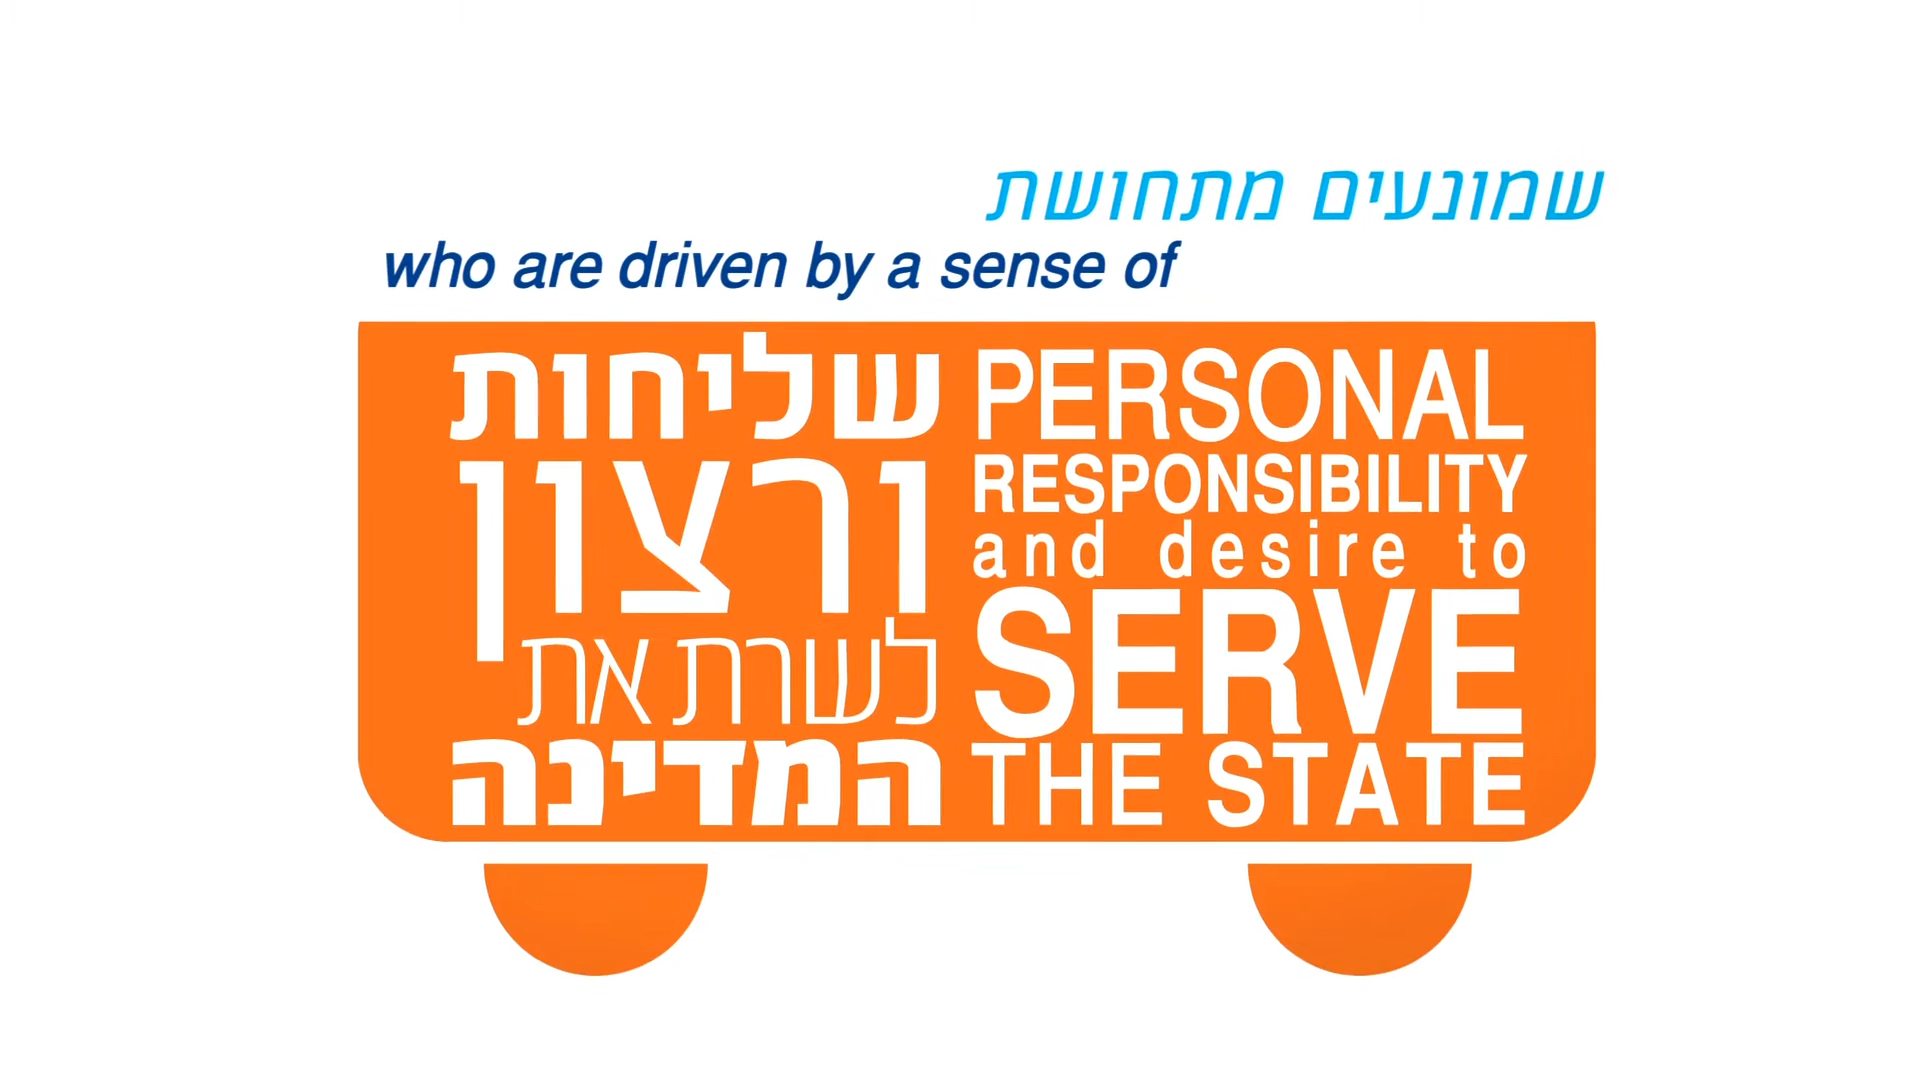 שמונעים מתחושת
who are driven by a sense of
שליחות
ורצון
לשרת את
המדינה
PERSONAL
RESPONSIBILITY
and desire to
SERVE
THE STATE